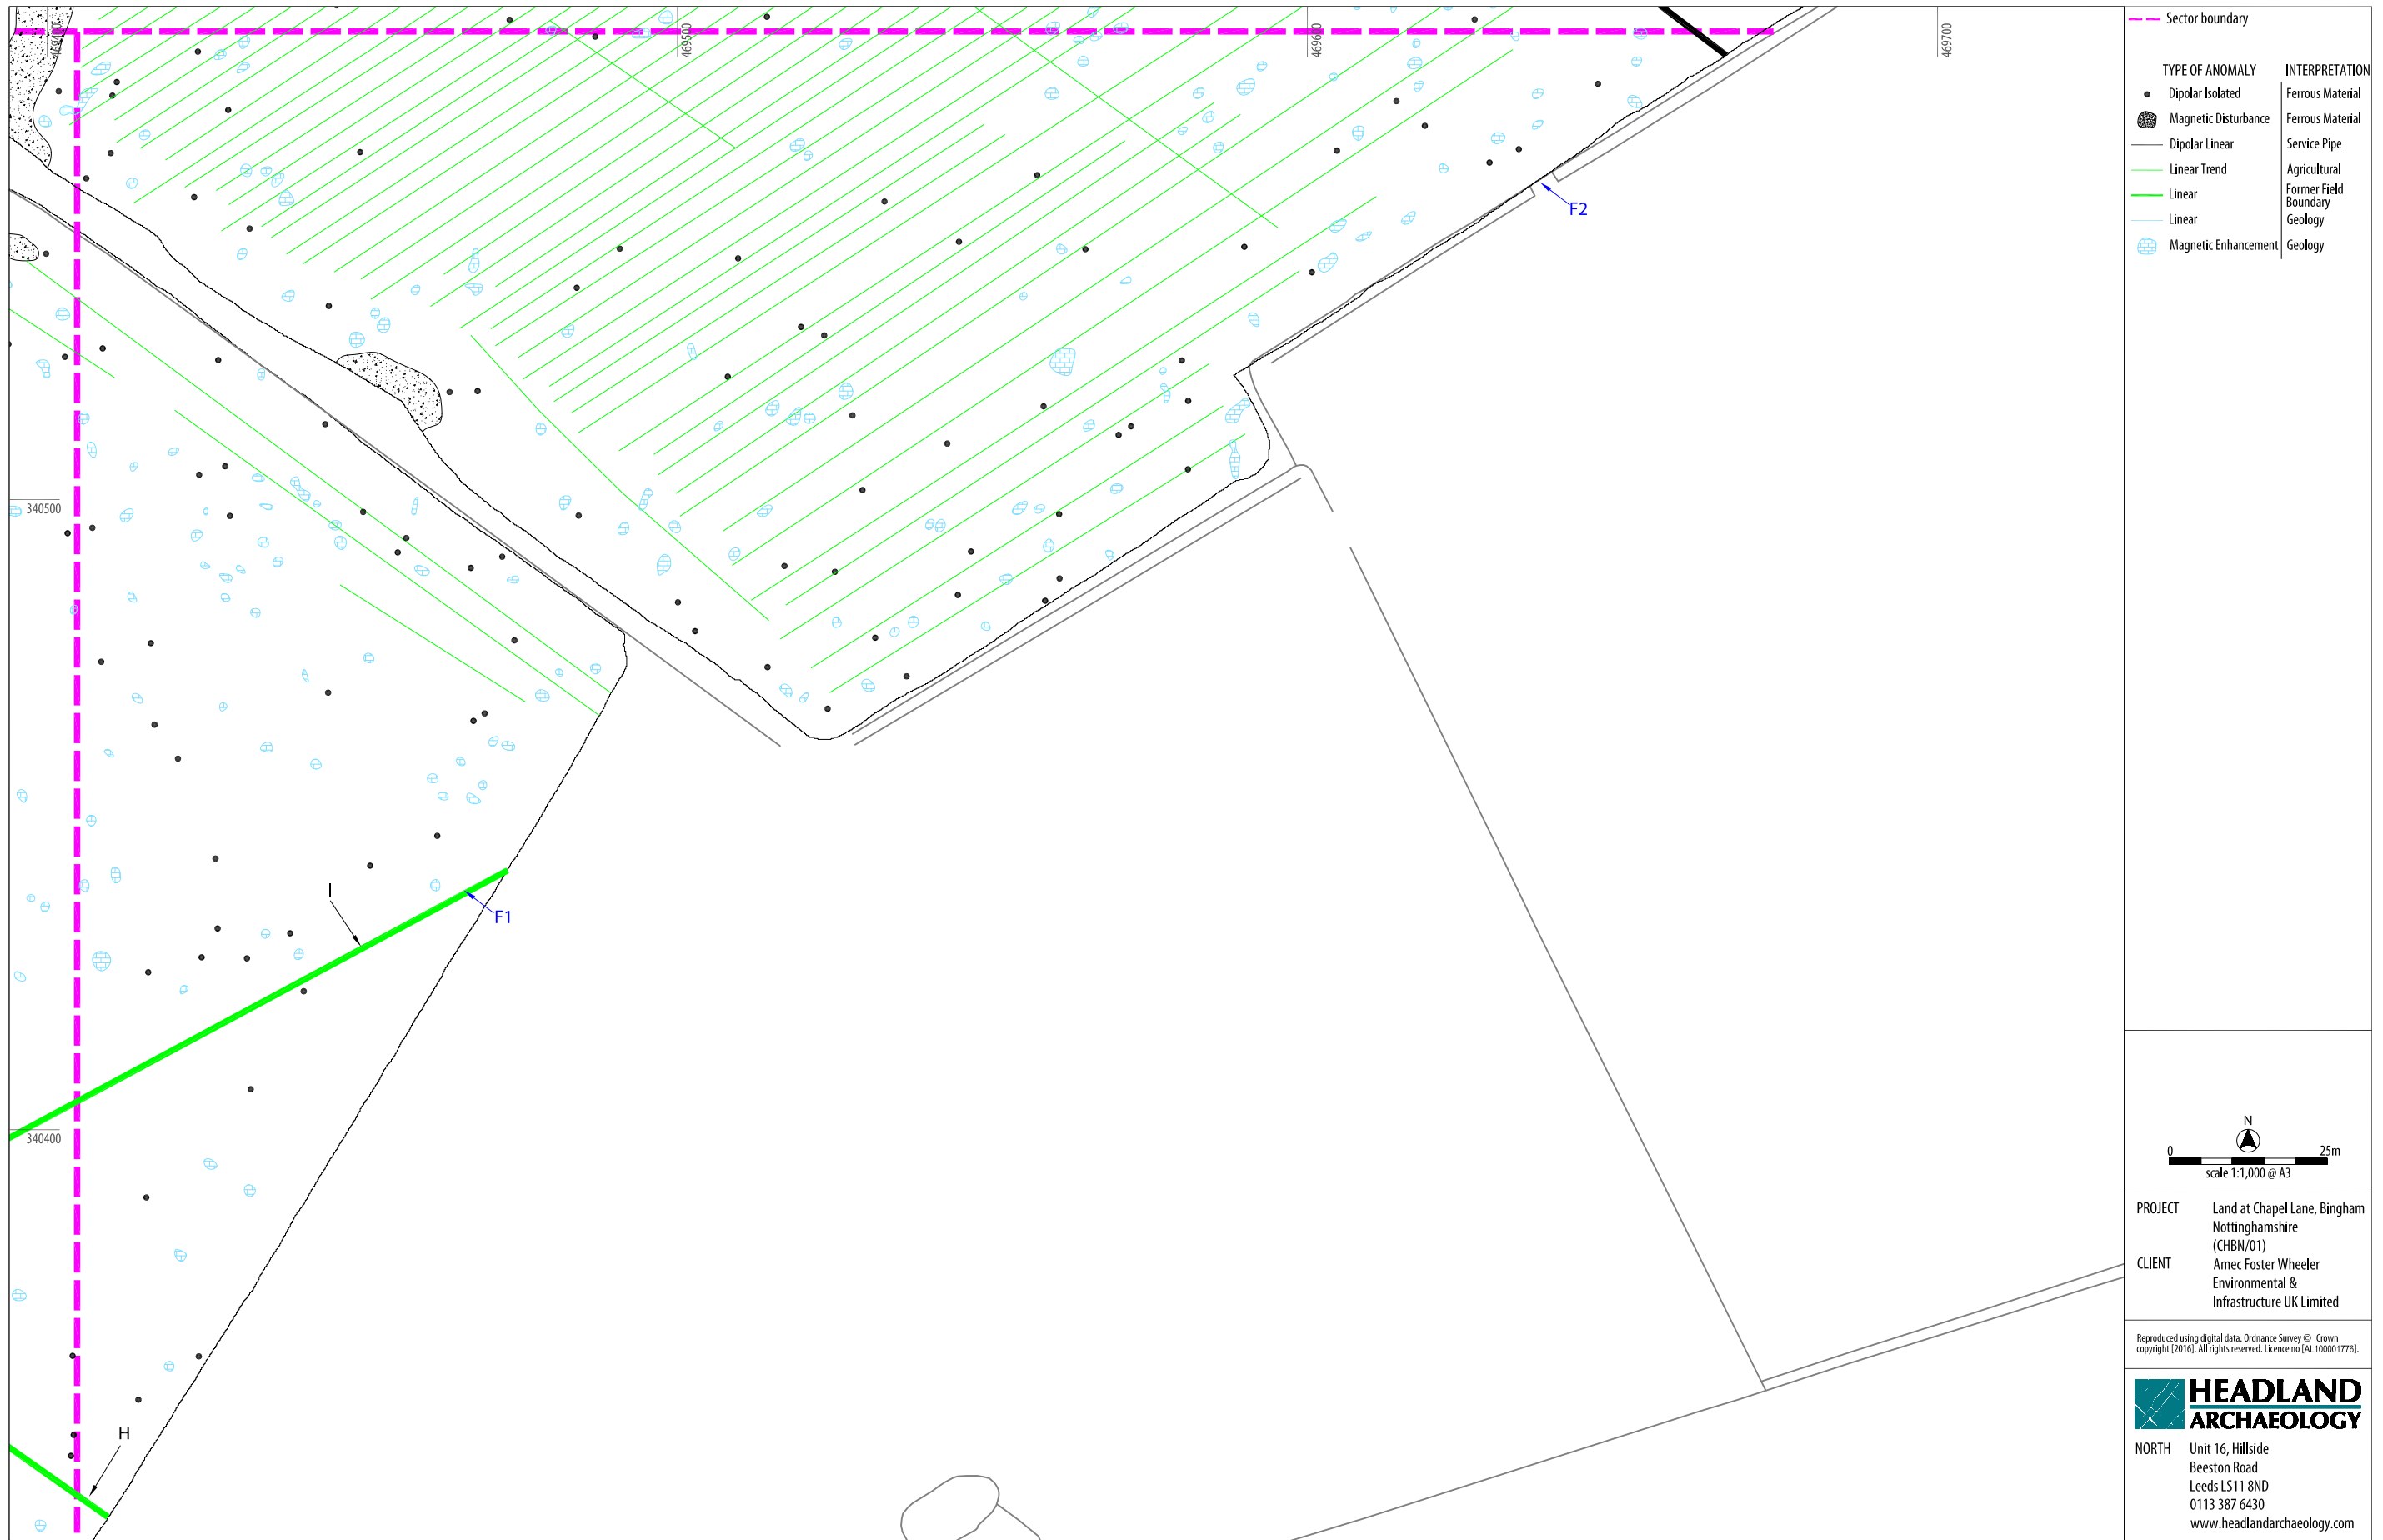 469400
469500
469600
469700
340500
340400
F2
F1
I
H
Sector boundary
TYPE OF ANOMALY INTERPRETATION
Dipolar Isolated Ferrous Material
Magnetic Disturbance Ferrous Material
Dipolar Linear Service Pipe
Linear Trend Agricultural
Linear Former Field
Boundary
Linear Geology
Magnetic Enhancement Geology
N
0 25m
scale 1:1,000 @ A3
PROJECT Land at Chapel Lane, Bingham
Nottinghamshire
(CHBN/01)
CLIENT Amec Foster Wheeler
Environmental &
Infrastructure UK Limited
Reproduced using digital data. Ordnance Survey © Crown
copyright [2016]. All rights reserved. Licence no [AL100001776].
HEADLAND
ARCHAEOLOGY
NORTH Unit 16, Hillside
Beeston Road
Leeds LS11 8ND
0113 387 6430
www.headlandarchaeology.com